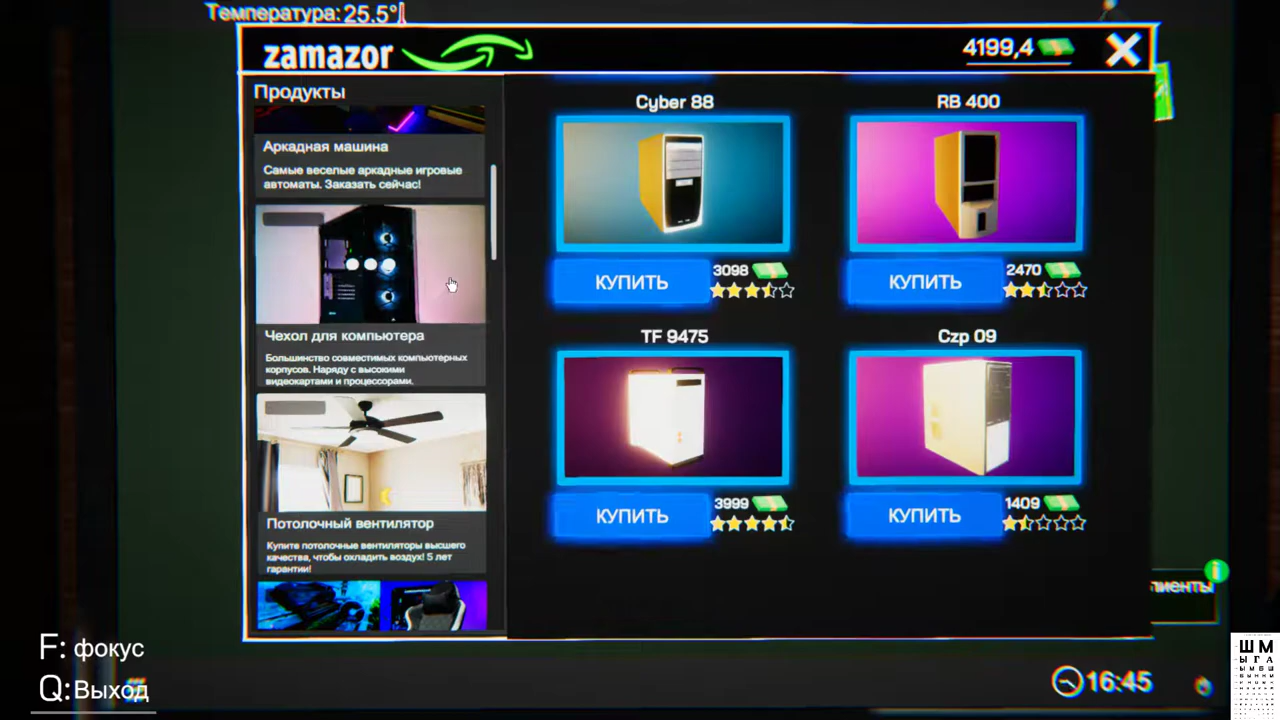 Температура: 25.5°
zamazor
4199,4
Продукты
Аркадная машина
Самые веселые аркадные игровые
автоматы. Заказать сейчас!
Чехол для компьютера
Большинство совместимых компьютерных
корпусов. Наряду с высокими
видеокартами и процессорами.
Потолочный вентилятор
Купите потолочные вентиляторы высшего
качества, чтобы охладить воздух! 5 лет
гарантии!
Cyber 88
КУПИТЬ
3098
RB 400
КУПИТЬ
2470
TF 9475
КУПИТЬ
3999
Czp 09
КУПИТЬ
1409
лиенты
i
F: фокус
Q: Выход
16:45
Ш М
Ы Г А